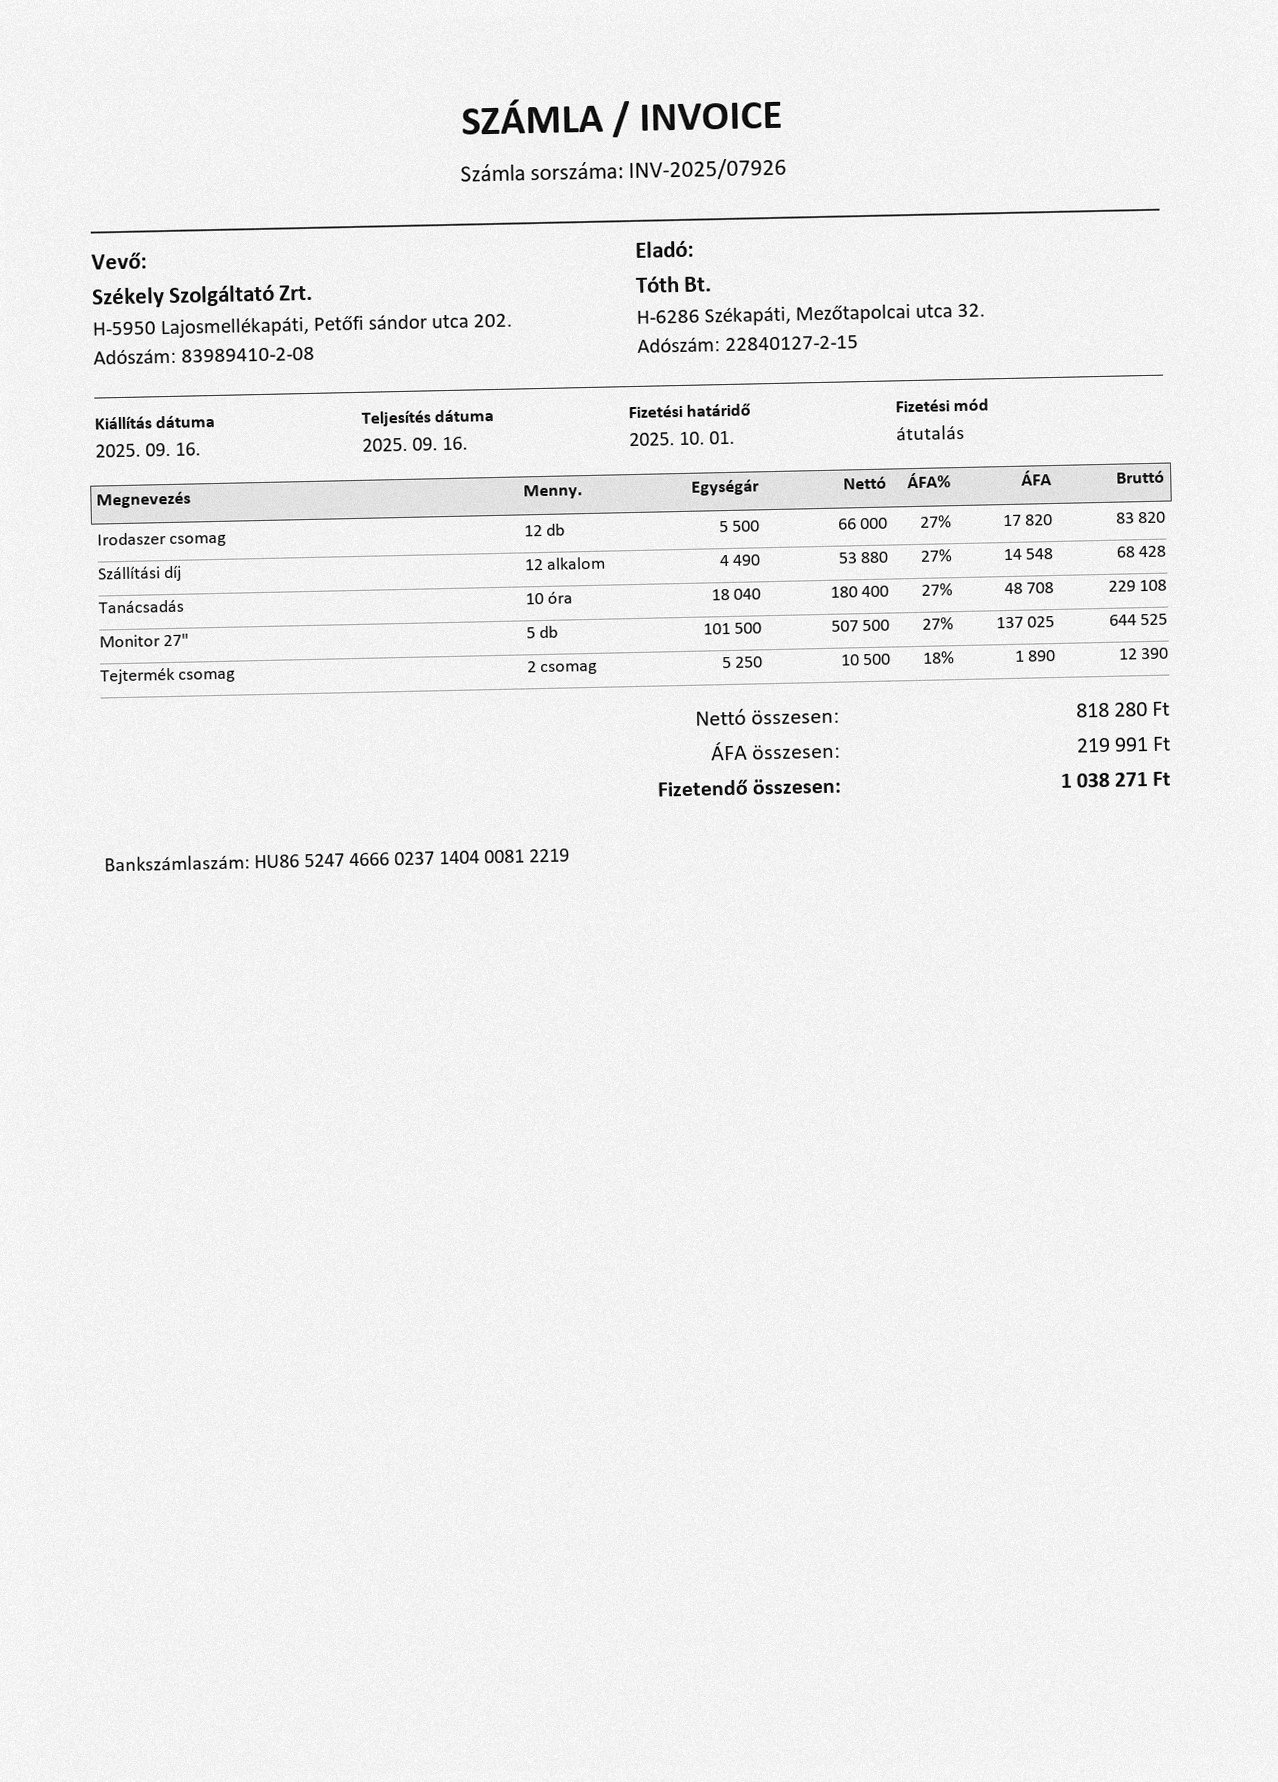 SZÁMLA / INVOICE
Számla sorszáma: INV-2025/07926
Vevő:
Székely Szolgáltató Zrt.
H-5950 Lajosmellékapáti, Petőfi sándor utca 202.
Adószám: 83989410-2-08
Eladó:
Tóth Bt.
H-6286 Székapáti, Mezőtapolcai utca 32.
Adószám: 22840127-2-15
Kiállítás dátuma Teljesítés dátuma Fizetési határidő Fizetési mód
2025. 09. 16. 2025. 09. 16. 2025. 10. 01. átutalás
Megnevezés Menny. Egységár Nettó ÁFA% ÁFA Bruttó
Irodaszer csomag 12 db 5 500 66 000 27% 17 820 83 820
Szállítási díj 12 alkalom 4 490 53 880 27% 14 548 68 428
Tanácsadás 10 óra 18 040 180 400 27% 48 708 229 108
Monitor 27" 5 db 101 500 507 500 27% 137 025 644 525
Tejtermék csomag 2 csomag 5 250 10 500 18% 1 890 12 390
Nettó összesen: 818 280 Ft
ÁFA összesen: 219 991 Ft
Fizetendő összesen: 1 038 271 Ft
Bankszámlaszám: HU86 5247 4666 0237 1404 0081 2219